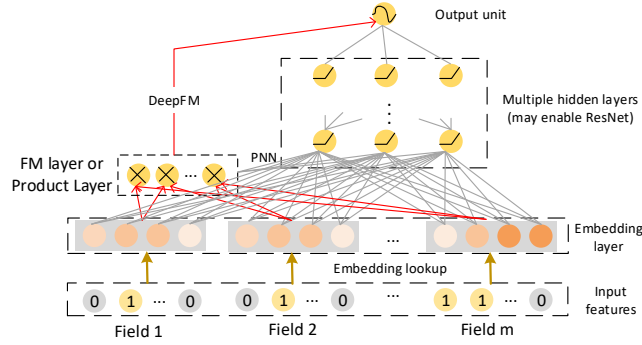 Output unit
DeepFM
Multiple hidden layers
(may enable ResNet)
PNN
FM layer or
Product Layer
...
...
Embedding
layer
Embedding lookup
0 1 ... 0 0 1 ... 0 ... 1 1 ... 0
Input
features
Field 1 Field 2 Field m